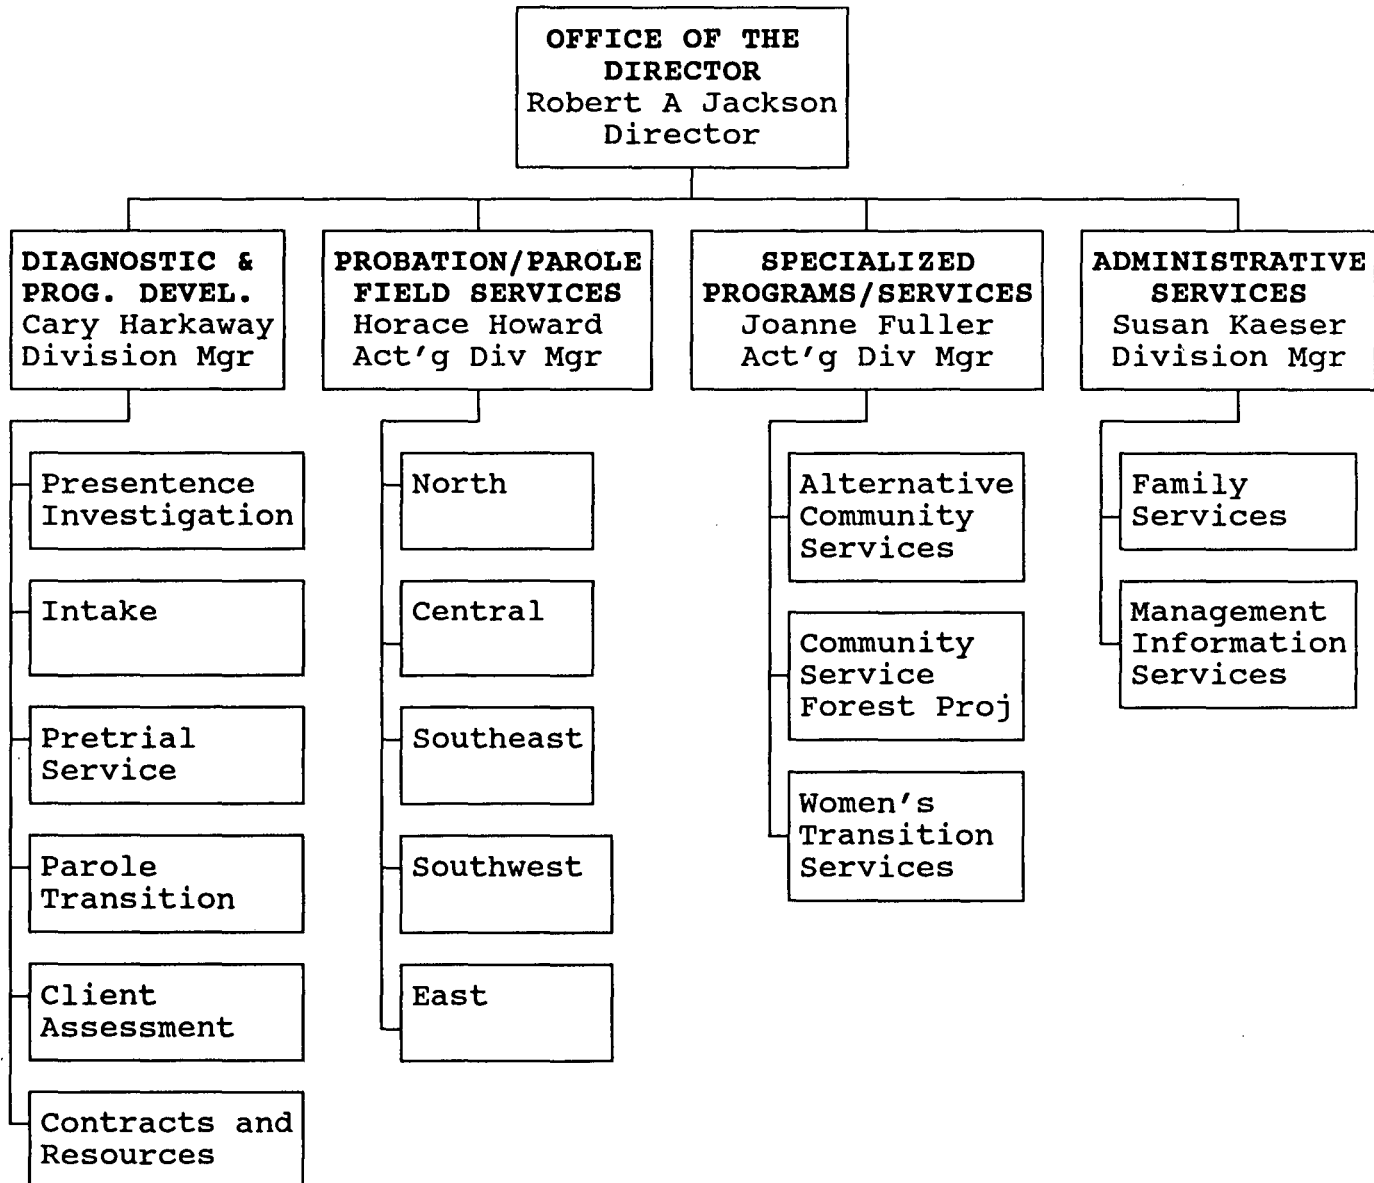 OFFICE OF THE
DIRECTOR
Robert A Jackson
Director
DIAGNOSTIC &
PROG. DEVEL.
Cary Harkaway
Division Mgr
PROBATION/PAROLE
FIELD SERVICES
Horace Howard
Act'g Div Mgr
SPECIALIZED
PROGRAMS/SERVICES
Joanne Fuller
Act'g Div Mgr
ADMINISTRATIVE
SERVICES
Susan Kaeser
Division Mgr
Presentence
Investigation
Intake
Pretrial
Service
Parole
Transition
Client
Assessment
Contracts and
Resources
North
Central
Southeast
Southwest
East
Alternative
Community
Services
Community
Service
Forest Proj
Women's
Transition
Services
Family
Services
Management
Information
Services